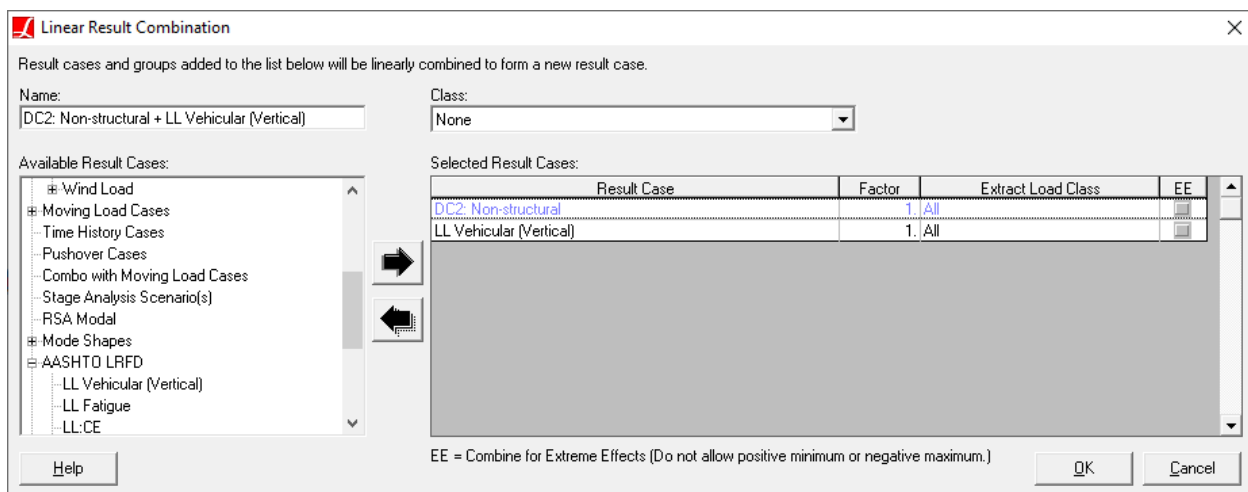 Linear Result Combination
Result cases and groups added to the list below will be linearly combined to form a new result case.
Name:
Class:
DC2: Non-structural + LL Vehicular (Vertical)
None
Available Result Cases:
Selected Result Cases:
Wind Load
Moving Load Cases
Time History Cases
Pushover Cases
Combo with Moving Load Cases
Stage Analysis Scenario(s)
RSA Modal
Mode Shapes
AASHTO LRFD
LL Vehicular (Vertical)
LL Fatigue
LL:CE
Result Case Factor Extract Load Class EE
DC2: Non-structural 1. All
LL Vehicular (Vertical) 1. All
EE = Combine for Extreme Effects (Do not allow positive minimum or negative maximum.)
Help
OK
Cancel